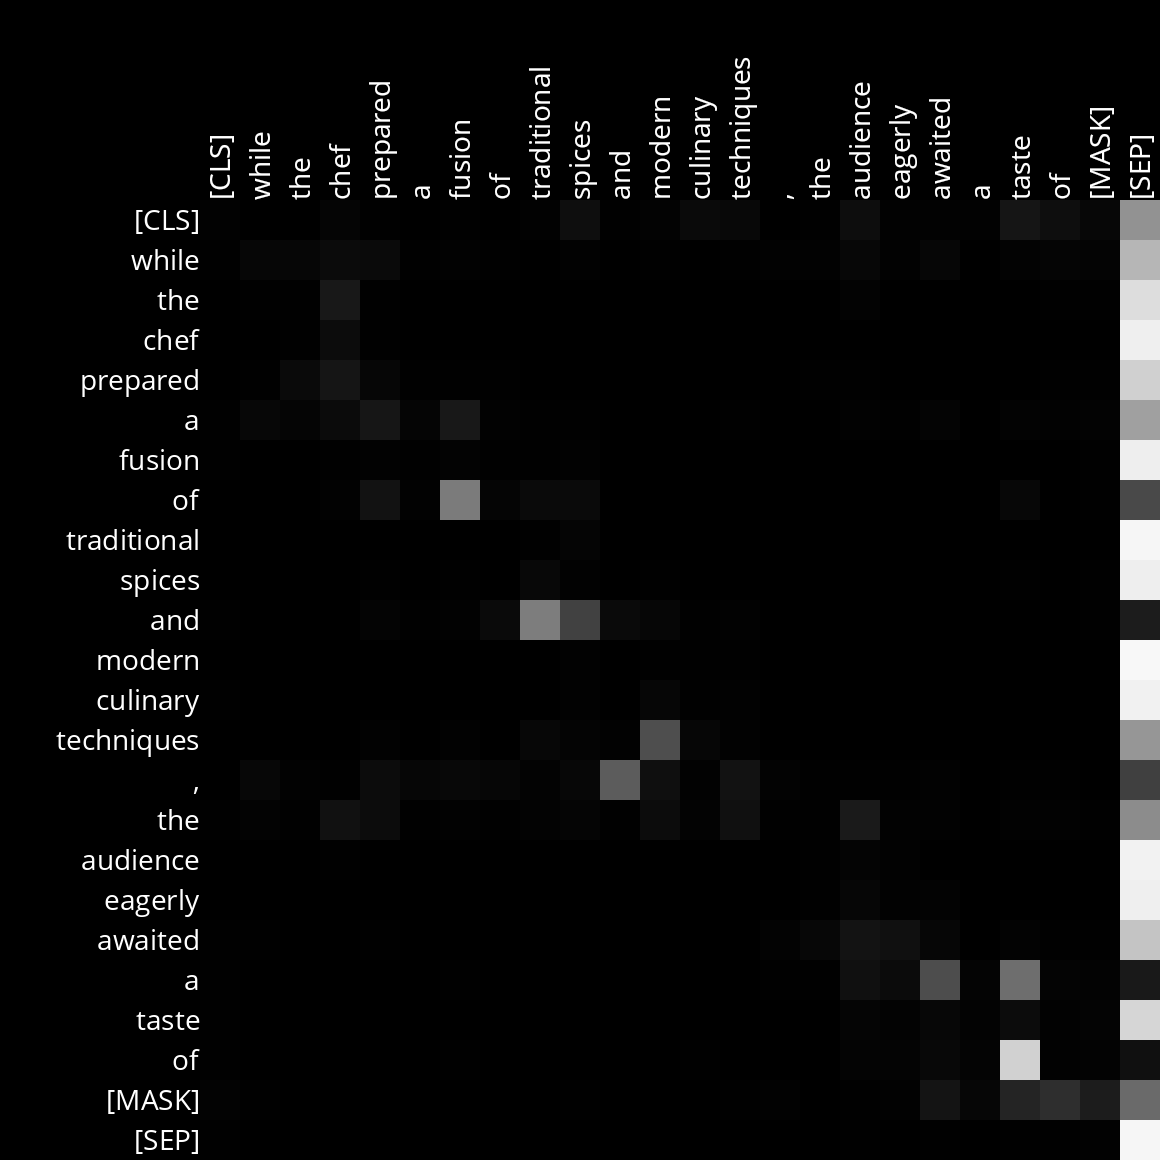 [CLS] while the chef prepared a fusion of traditional spices and modern culinary techniques , the audience eagerly awaited a taste of [MASK] [SEP]
[CLS]
while
the
chef
prepared
a
fusion
of
traditional
spices
and
modern
culinary
techniques
,
the
audience
eagerly
awaited
a
taste
of
[MASK]
[SEP]